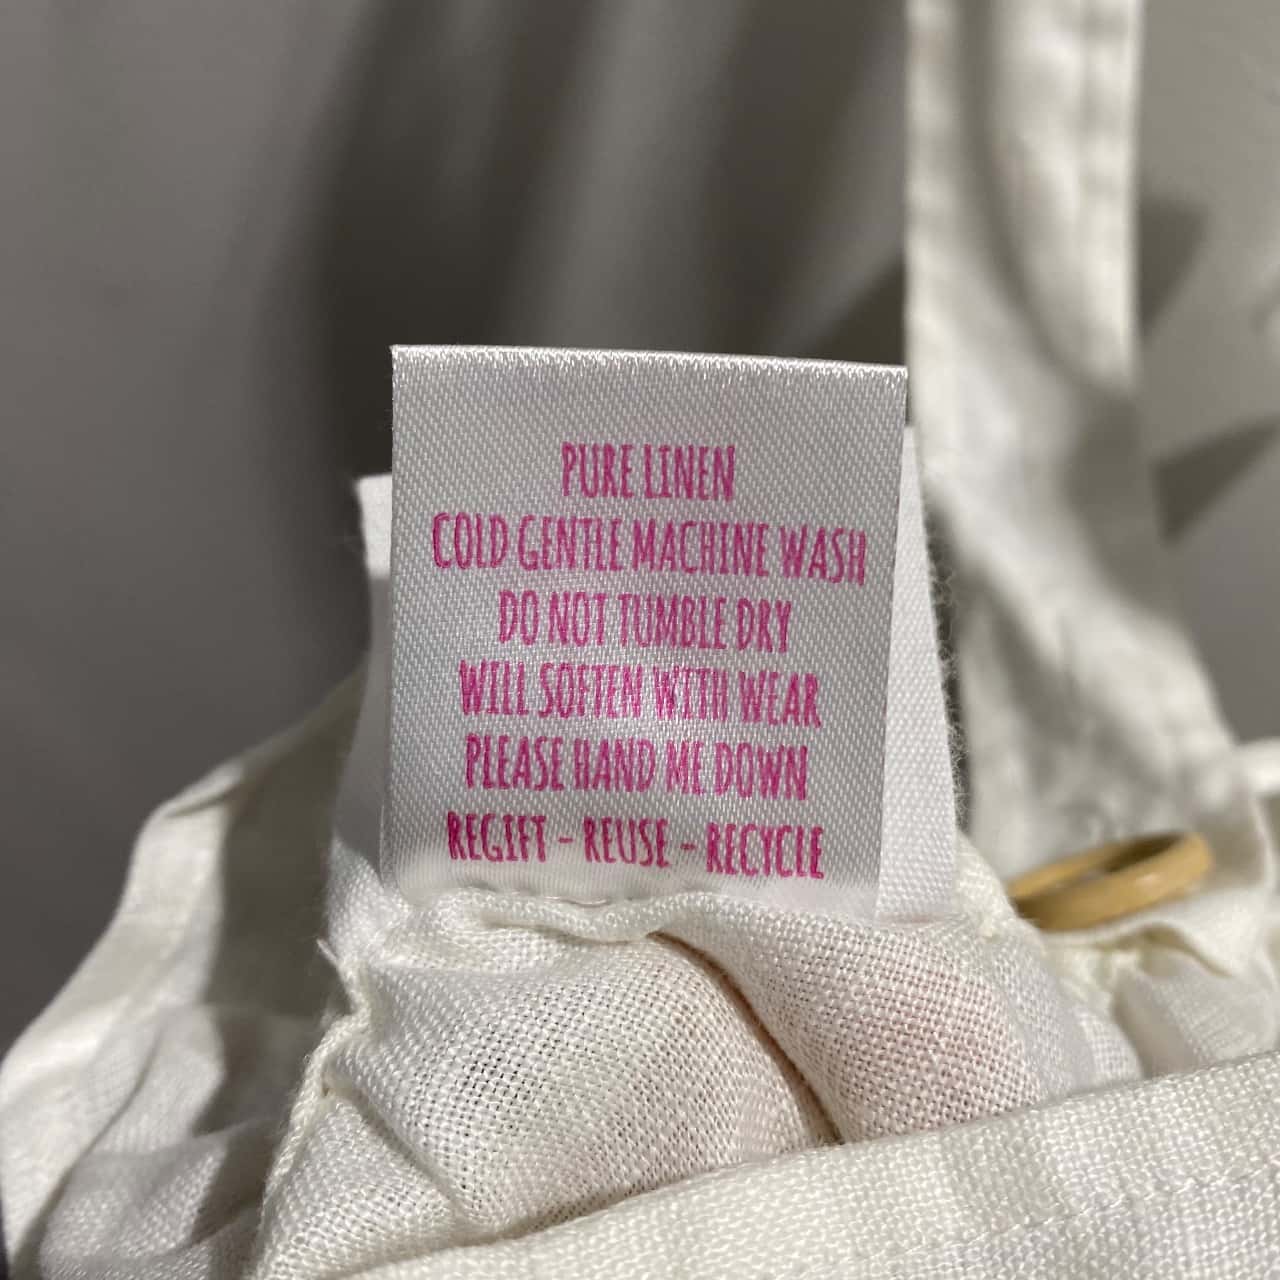 PURE LINEN
COLD GENTLE MACHINE WASH
DO NOT TUMBLE DRY
WILL SOFTEN WITH WEAR
PLEASE HAND ME DOWN
REGIFT - REUSE - RECYCLE